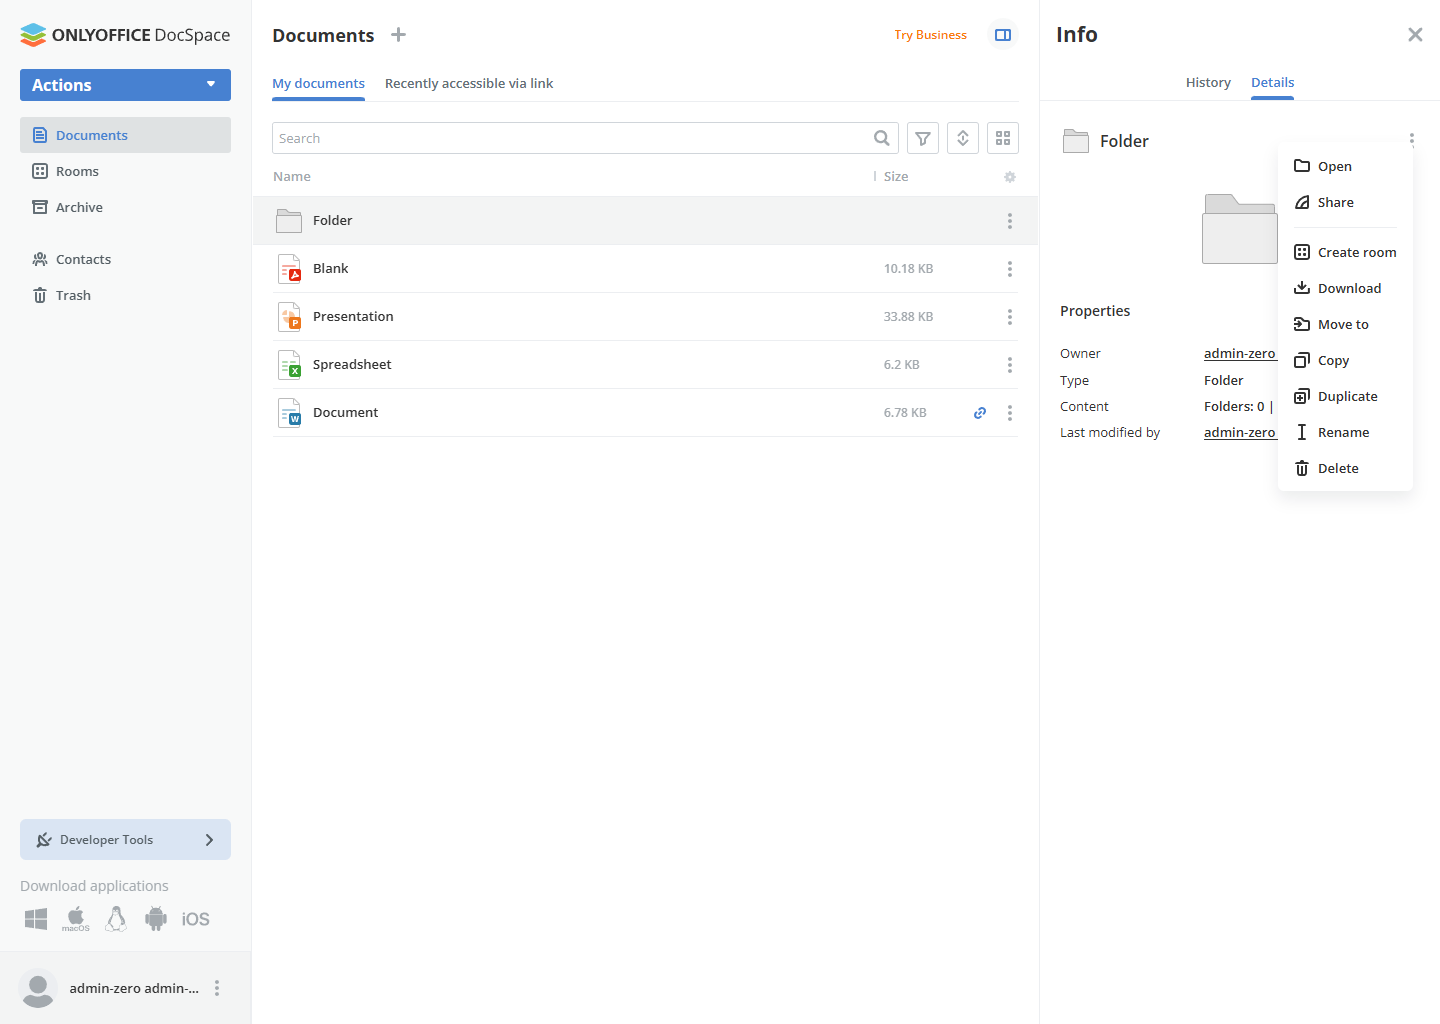 ONLYOFFICE DocSpace
Actions
Documents
Rooms
Archive
Contacts
Trash
Developer Tools
Download applications
macOS
iOS
admin-zero admin-...
Documents
Try Business
My documents
Recently accessible via link
Search
Name
Size
Folder
Blank
10.18 KB
Presentation
33.88 KB
Spreadsheet
6.2 KB
Document
6.78 KB
Info
History
Details
Folder
Properties
Owner
admin-zero
Type
Folder
Content
Folders: 0 |
Last modified by
admin-zero
Open
Share
Create room
Download
Move to
Copy
Duplicate
Rename
Delete